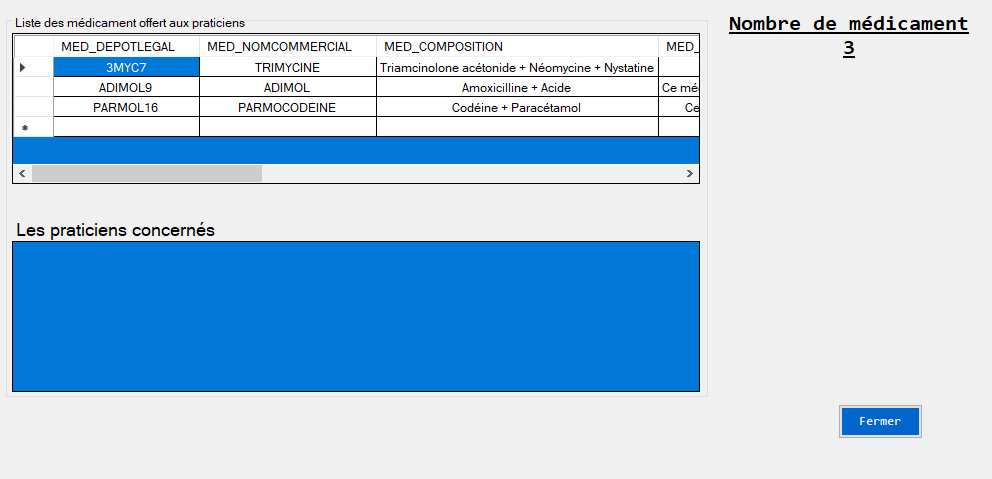 Liste des médicament offert aux praticiens
MED_DEPOTLEGAL MED_NOMCOMMERCIAL MED_COMPOSITION MED_
3MYC7 TRIMYCINE Triamcinolone acétonide + Néomycine + Nystatine
ADIMOL9 ADIMOL Amoxicilline + Acide Ce mé
PARMOL16 PARMOCODEINE Codéine + Paracétamol Ce
Les praticiens concernés
Nombre de médicament
3
Fermer